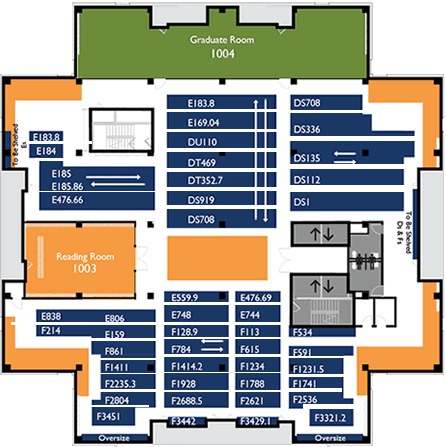 Graduate Room
1004
E183.8
E169.04
DU110
DT469
DT352.7
DS919
DS708
DS708
DS336
DS135
DS112
DS1
To Be Shelved
Es
E183.8
E184
E185
E185.86
E476.66
To Be Shelved
Ds & Fs
Reading Room
1003
E838
F214
E806
F159
F861
F1411
F2235.3
F2804
F3451
Oversize
E559.9
E748
F128.9
F784
F1414.2
F1928
F2688.5
F3442
E476.69
E744
F113
F615
F1234
F1788
F2621
F3429.1
F534
F591
F1231.5
F1741
F2536
F3321.2
Oversize